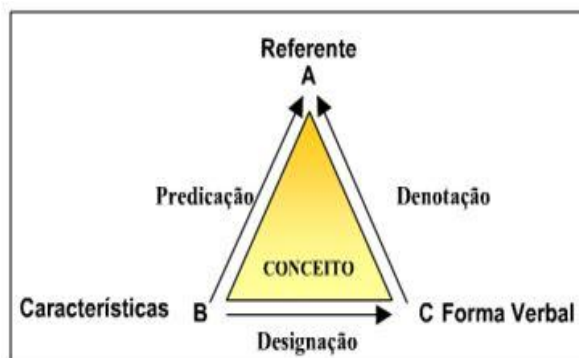 Referente
A
Predicação
Denotação
CONCEITO
Características B
C Forma Verbal
Designação